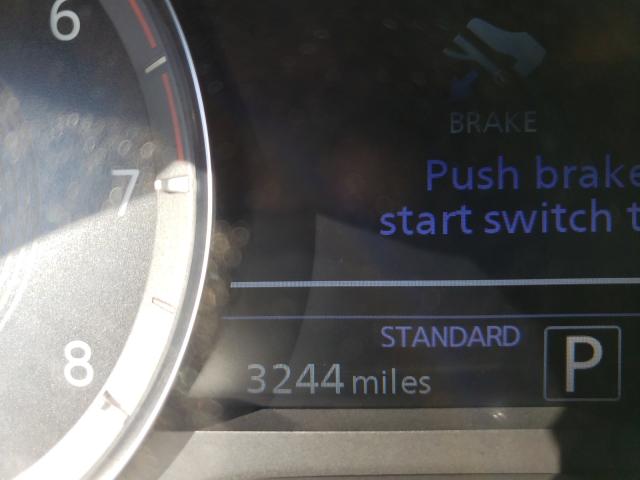 6
7
8
BRAKE
Push brake
start switch t
STANDARD
3244 miles
P